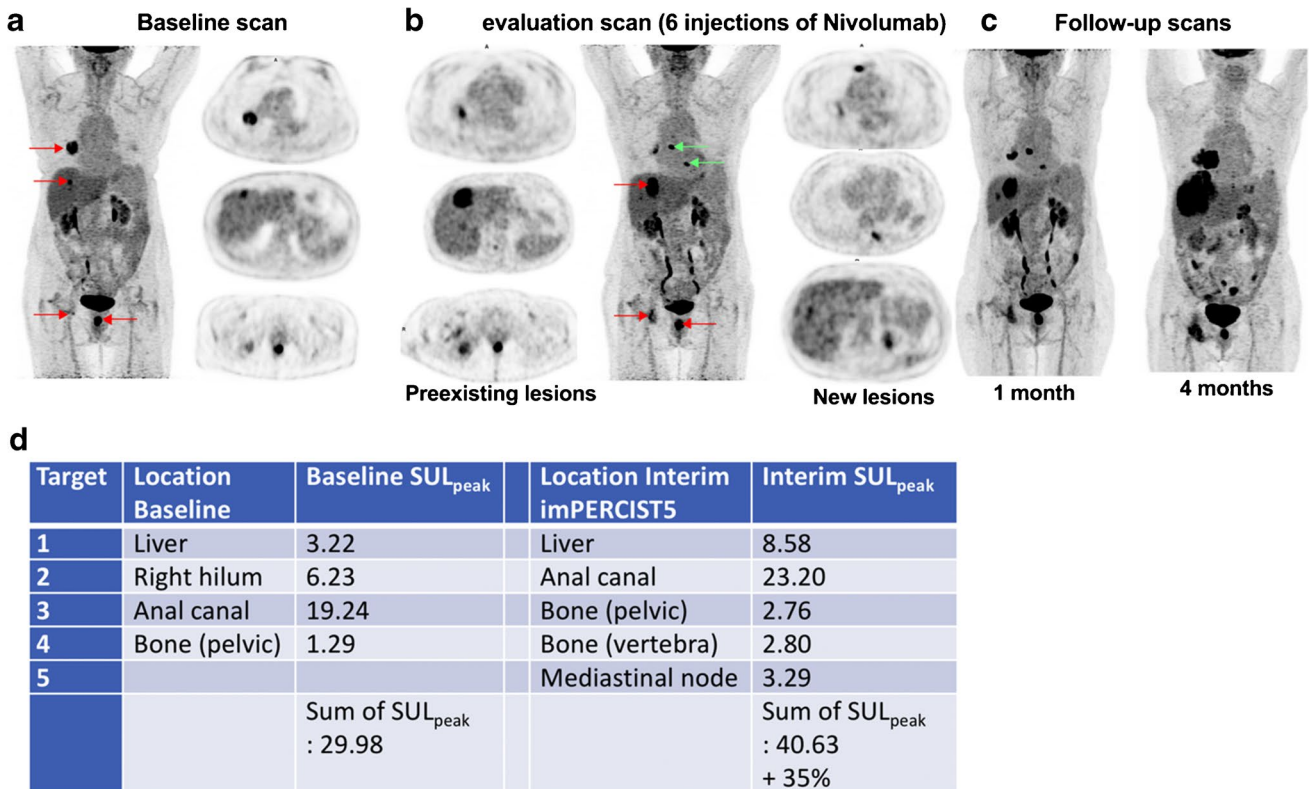 a Baseline scan
b evaluation scan (6 injections of Nivolumab)
c Follow-up scans
Preexisting lesions
New lesions
1 month
4 months
d
Target Location Baseline Baseline SULpeak Location Interim imPERCIST5 Interim SULpeak
1 Liver 3.22 Liver 8.58
2 Right hilum 6.23 Anal canal 23.20
3 Anal canal 19.24 Bone (pelvic) 2.76
4 Bone (pelvic) 1.29 Bone (vertebra) 2.80
5 Mediastinal node 3.29
Sum of SULpeak : 29.98 Sum of SULpeak : 40.63 + 35%